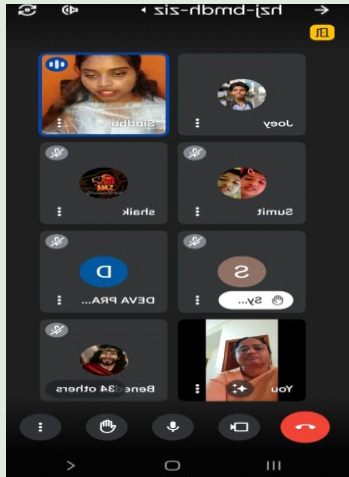 hzj-bmdh-ziz
Joey
Sindhu
Sumit
shaik
Sy...
DEVA PRA...
S
D
You
Bene
34 others